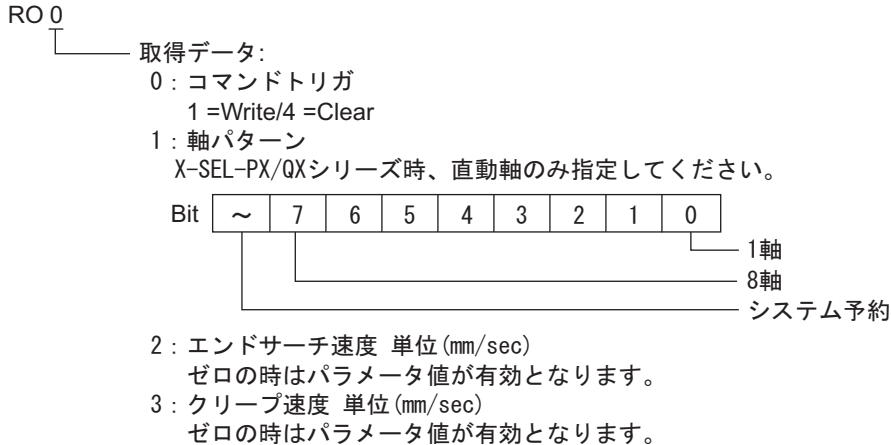 RO 0
取得データ:
0：コマンドトリガ
1 =Write/4 =Clear
1：軸パターン
X-SEL-PX/QXシリーズ時、直動軸のみ指定してください。
Bit ～ 7 6 5 4 3 2 1 0
1軸
8軸
システム予約
2：エンドサーチ速度 単位(mm/sec)
ゼロの時はパラメータ値が有効となります。
3：クリープ速度 単位(mm/sec)
ゼロの時はパラメータ値が有効となります。